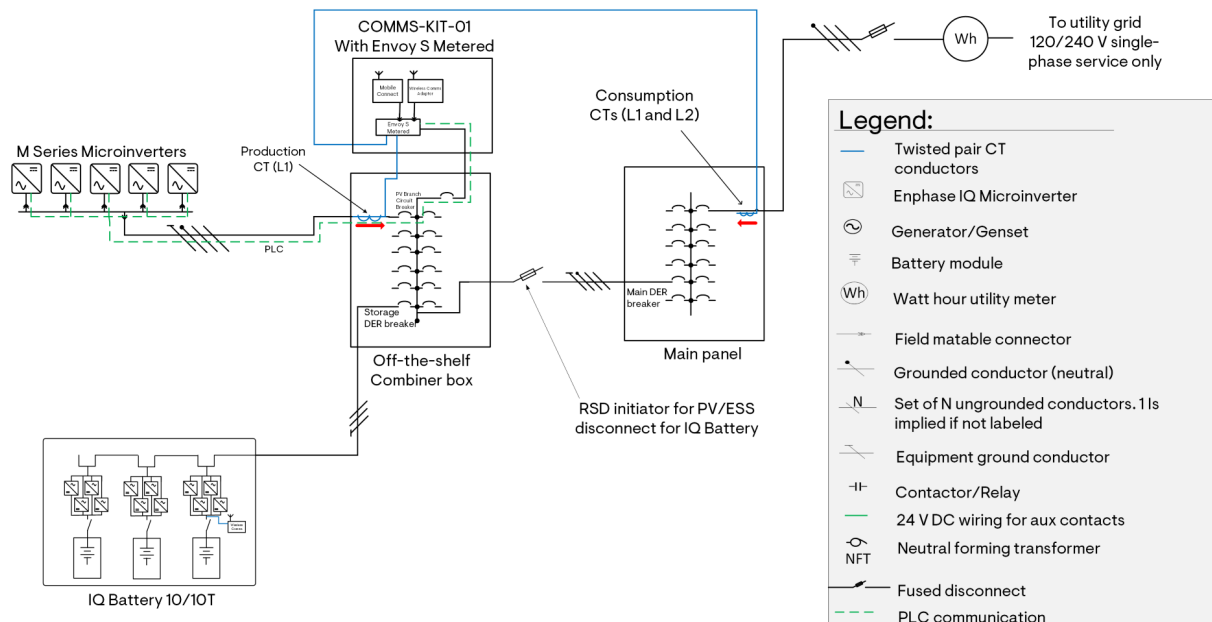 COMMS-KIT-01
With Envoy S Metered
Mobile
Connect
Wireless Comms
Adapter
Envoy S
Metered
To utility grid
120/240 V single-
phase service only
Wh
Consumption
CTs (L1 and L2)
M Series Microinverters
Production
CT (L1)
PV Branch
Circuit
Breaker
PLC
Storage
DER breaker
Off-the-shelf
Combiner box
Main DER
breaker
Main panel
RSD initiator for PV/ESS
disconnect for IQ Battery
IQ Battery 10/10T
Legend:
Twisted pair CT
conductors
Enphase IQ Microinverter
Generator/Genset
Battery module
Wh
Watt hour utility meter
Field matable connector
Grounded conductor (neutral)
N
Set of N ungrounded conductors. 1 Is
implied if not labeled
Equipment ground conductor
Contactor/Relay
24 V DC wiring for aux contacts
NFT
Neutral forming transformer
Fused disconnect
PLC communication